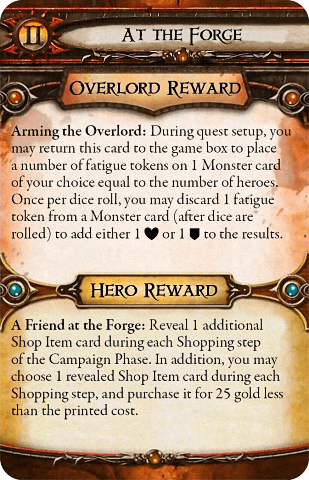 II
At the Forge
Overlord Reward
Arming the Overlord: During quest setup, you
may return this card to the game box to place
a number of fatigue tokens on 1 Monster card
of your choice equal to the number of heroes.
Once per dice roll, you may discard 1 fatigue
token from a Monster card (after dice are
rolled) to add either 1 ♥ or 1 to the results.
Hero Reward
A Friend at the Forge: Reveal 1 additional
Shop Item card during each Shopping step
of the Campaign Phase. In addition, you may
choose 1 revealed Shop Item card during each
Shopping step, and purchase it for 25 gold less
than the printed cost.